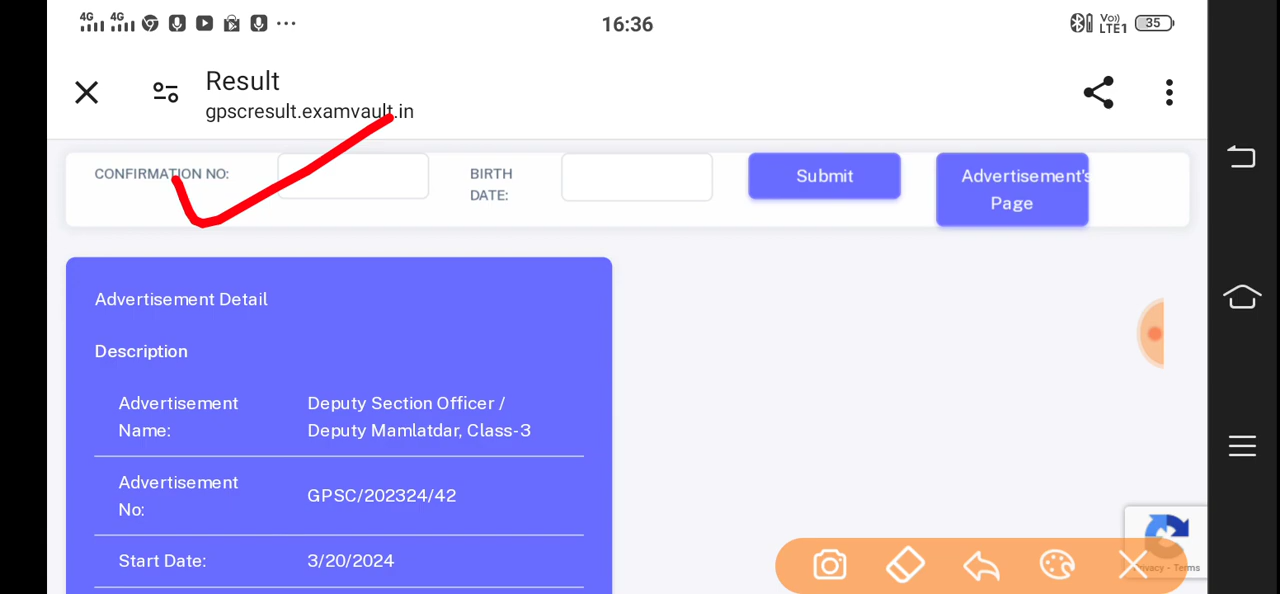 4G 4G 16:36 Vo)) LTE1 35
Result
gpscresult.examvault.in
CONFIRMATION NO:
BIRTH
DATE:
Submit
Advertisement's
Page
Advertisement Detail
Description
Advertisement
Name:
Deputy Section Officer /
Deputy Mamlatdar, Class-3
Advertisement
No:
GPSC/202324/42
Start Date: 3/20/2024
Privacy - Terms